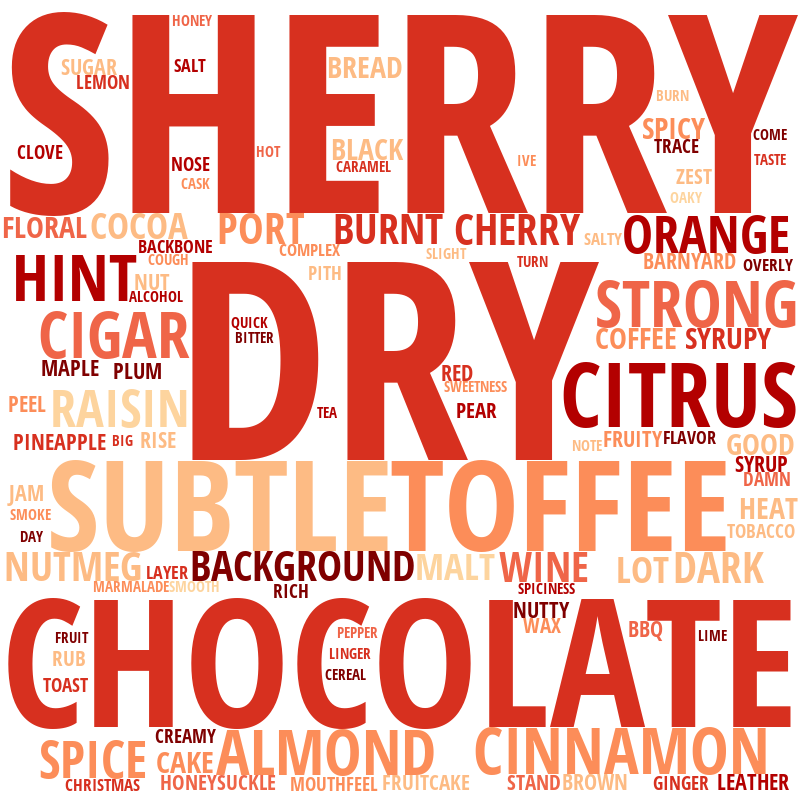 HONEY
SHERRY
SUGAR
LEMON
SALT
BREAD
BURN
CLOVE
NOSE
CASK
HOT
BLACK
CARAMEL
IVE
SPICY
TRACE
COME
TASTE
ZEST
OAKY
FLORAL
COCOA
PORT
BURNT
CHERRY
SALTY
ORANGE
BACKBONE
COUGH
COMPLEX
SLIGHT
TURN
BARNYARD
OVERLY
HINT
NUT
ALCOHOL
PITH
DRY
STRONG
CIGAR
QUICK
BITTER
COFFEE
SYRUPY
MAPLE
PLUM
RED
SWEETNESS
CITRUS
PEEL
RAISIN
TEA
PEAR
PINEAPPLE
BIG
RISE
NOTE
FRUITY
FLAVOR
GOOD
SYRUP
DAMN
JAM
SMOKE
DAY
SUBTLE
TOFFEE
HEAT
TOBACCO
NUTMEG
LAYER
BACKGROUND
MALT
WINE
LOT
DARK
MARMALADE
SMOOTH
RICH
SPICINESS
NUTTY
WAX
CHOCOLATE
FRUIT
RUB
TOAST
PEPPER
LINGER
CEREAL
BBQ
LIME
CREAMY
SPICE
CAKE
ALMOND
CINNAMON
CHRISTMAS
HONEYSUCKLE
MOUTHFEEL
FRUITCAKE
STAND
BROWN
GINGER
LEATHER